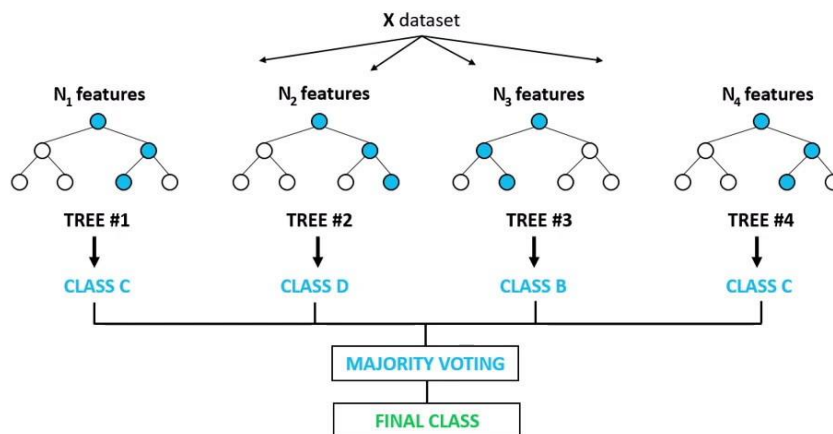 X dataset
N₁ features
N₂ features
N₃ features
N₄ features
TREE #1
TREE #2
TREE #3
TREE #4
CLASS C
CLASS D
CLASS B
CLASS C
MAJORITY VOTING
FINAL CLASS